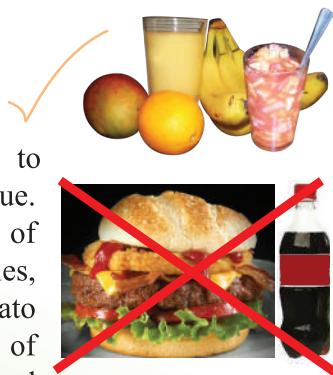 to
ue.
of
es,
ato
of